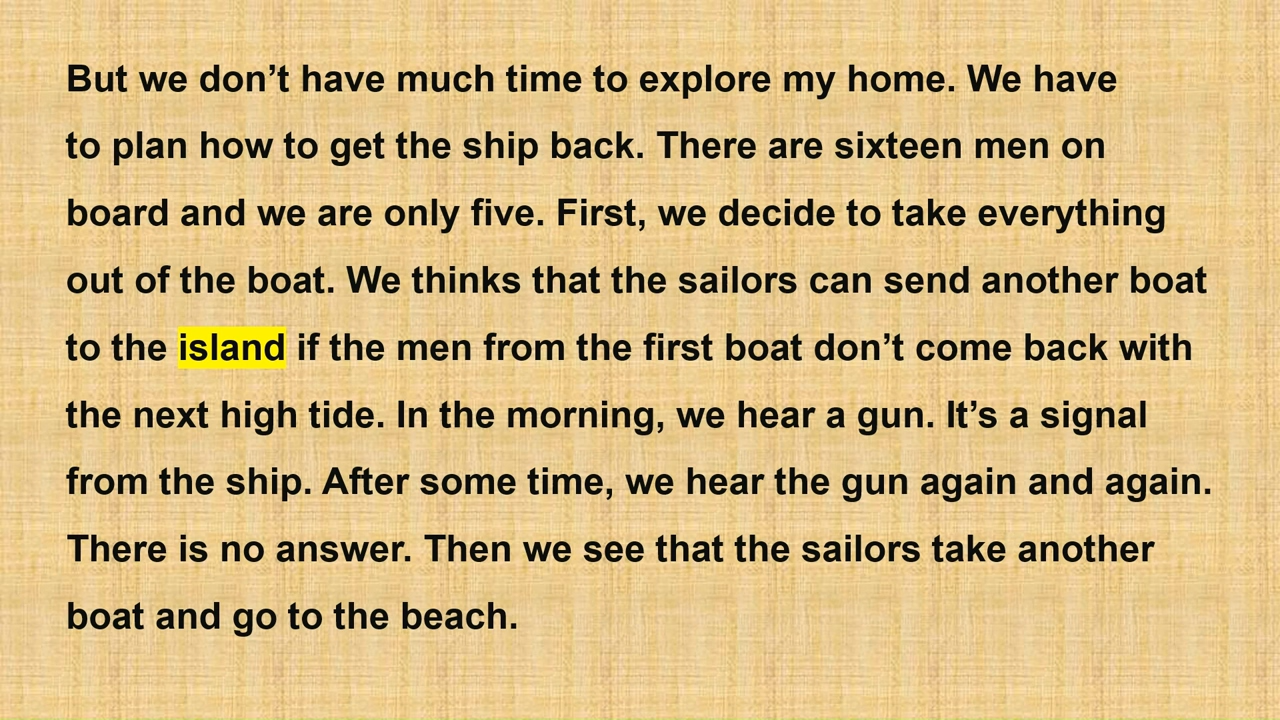 But we don’t have much time to explore my home. We have
to plan how to get the ship back. There are sixteen men on
board and we are only five. First, we decide to take everything
out of the boat. We thinks that the sailors can send another boat
to the island if the men from the first boat don’t come back with
the next high tide. In the morning, we hear a gun. It’s a signal
from the ship. After some time, we hear the gun again and again.
There is no answer. Then we see that the sailors take another
boat and go to the beach.